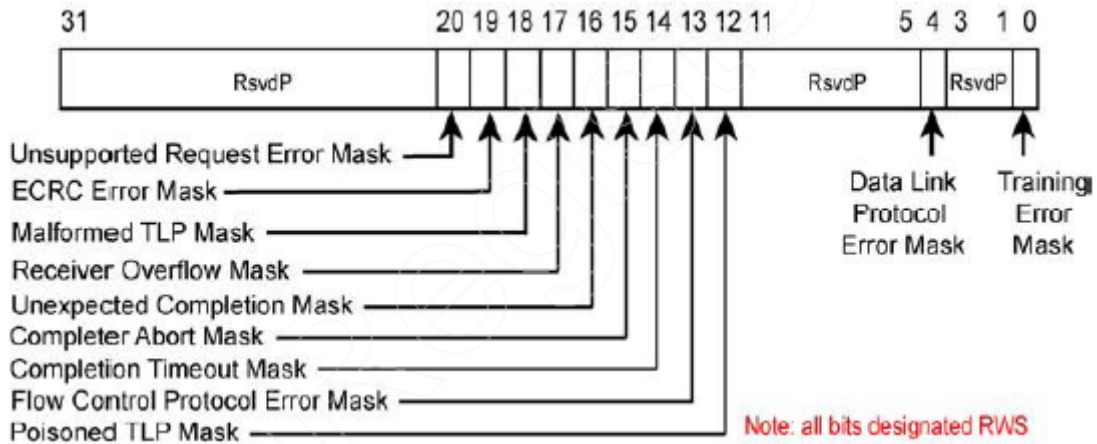 31 20 19 18 17 16 15 14 13 12 11 5 4 3 1 0
RsvdP RsvdP RsvdP
Unsupported Request Error Mask
ECRC Error Mask
Malformed TLP Mask
Receiver Overflow Mask
Unexpected Completion Mask
Completer Abort Mask
Completion Timeout Mask
Flow Control Protocol Error Mask
Poisoned TLP Mask
Data Link
Protocol
Error Mask
Training
Error
Mask
Note: all bits designated RWS